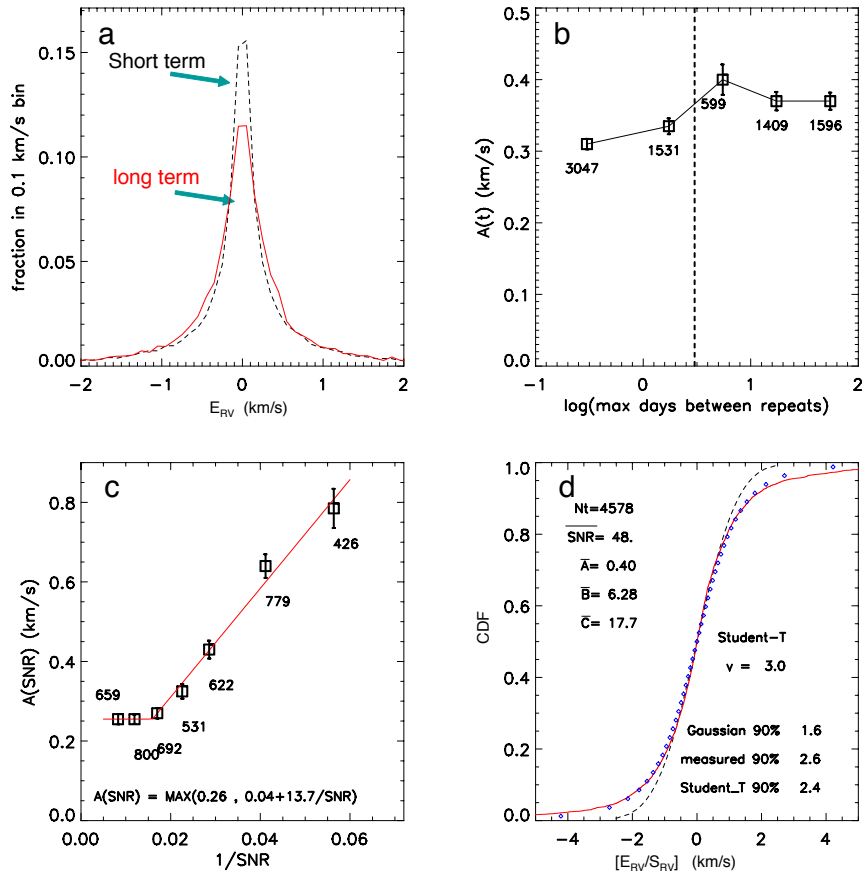 a
Short term
long term
0.15
0.10
0.05
0.00
fraction in 0.1 km/s bin
−2
−1
0
1
2
E_RV (km/s)
b
0.5
0.4
0.3
0.2
0.1
0.0
A(t) (km/s)
3047
1531
599
1409
1596
−1
0
1
2
log(max days between repeats)
c
0.8
0.6
0.4
0.2
0.0
A(SNR) (km/s)
659
800
692
531
622
779
426
A(SNR) = MAX(0.26 , 0.04+13.7/SNR)
0.00
0.02
0.04
0.06
1/SNR
d
1.0
0.8
0.6
0.4
0.2
0.0
CDF
Nt=4578
S̅N̅R̅= 48.
A̅= 0.40
B̅= 6.28
C̅= 17.7
Student−T
v = 3.0
Gaussian 90% 1.6
measured 90% 2.6
Student_T 90% 2.4
−4
−2
0
2
4
[E_RV/S_RV] (km/s)